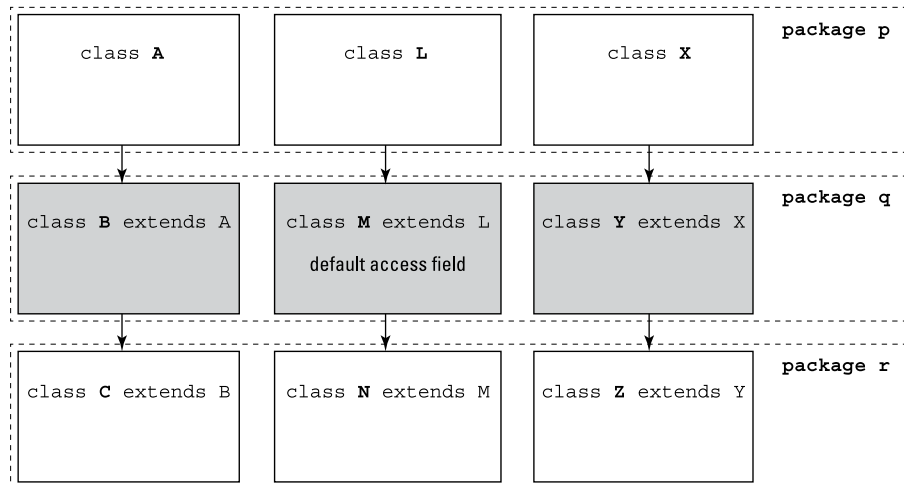 package p
class A
class L
class X
package q
class B extends A
class M extends L
default access field
class Y extends X
package r
class C extends B
class N extends M
class Z extends Y